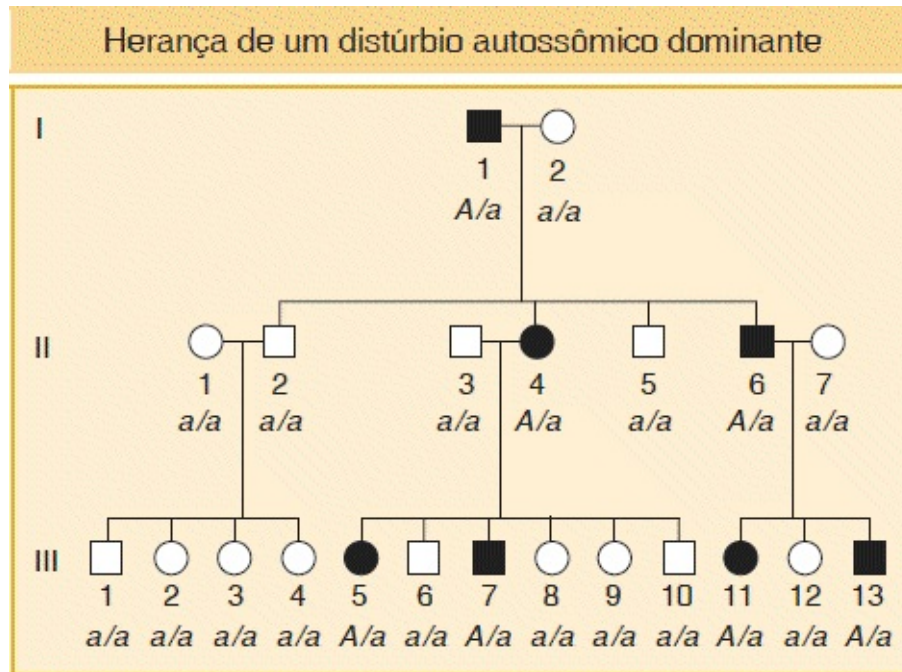 Herança de um distúrbio autossômico dominante
I
1 2
A/a a/a
II
1 2 3 4 5 6 7
a/a a/a a/a A/a a/a A/a a/a
III
1 2 3 4 5 6 7 8 9 10 11 12 13
a/a a/a a/a a/a A/a a/a A/a a/a a/a a/a A/a a/a A/a